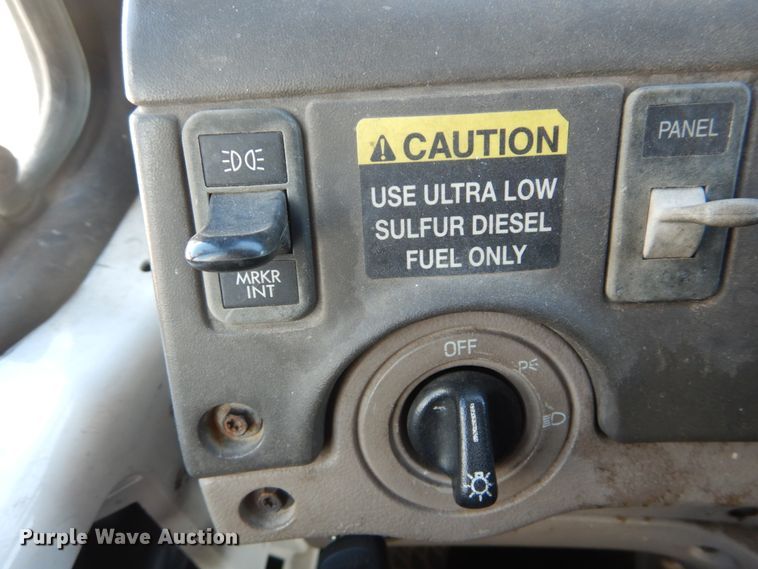 CAUTION
USE ULTRA LOW
SULFUR DIESEL
FUEL ONLY
PANEL
MRKR
INT
OFF
P
Purple Wave Auction